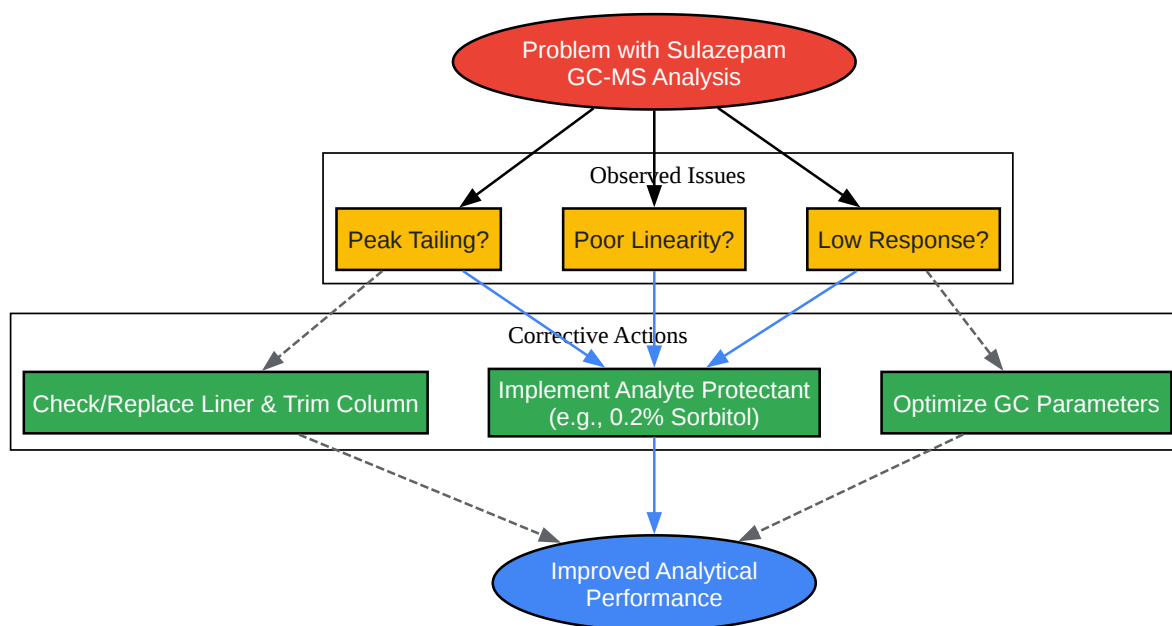 Problem with Sulazepam
GC-MS Analysis
Observed Issues
Peak Tailing?
Poor Linearity?
Low Response?
Corrective Actions
Check/Replace Liner & Trim Column
Implement Analyte Protectant
(e.g., 0.2% Sorbitol)
Optimize GC Parameters
Improved Analytical
Performance